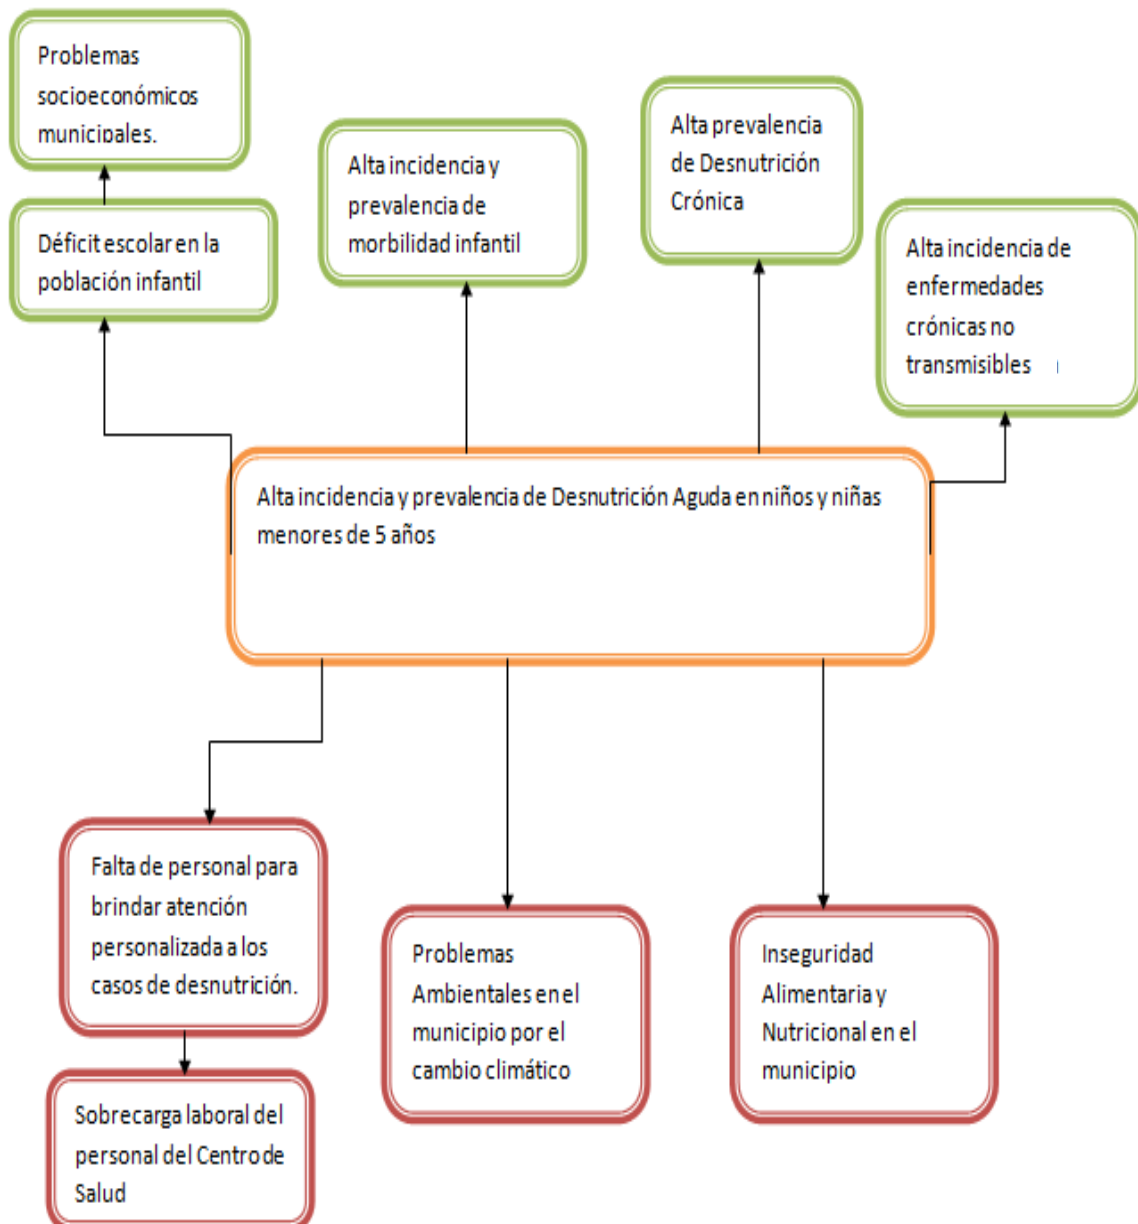 Problemas
socioeconómicos
municipales.
Déficit escolar en la
población infantil
Alta incidencia y
prevalencia de
morbilidad infantil
Alta prevalencia
de Desnutrición
Crónica
Alta incidencia de
enfermedades
crónicas no
transmisibles
Alta incidencia y prevalencia de Desnutrición Aguda en niños y niñas
menores de 5 años
Falta de personal para
brindar atención
personalizada a los
casos de desnutrición.
Sobrecarga laboral del
personal del Centro de
Salud
Problemas
Ambientales en el
municipio por el
cambio climático
Inseguridad
Alimentaria y
Nutricional en el
municipio